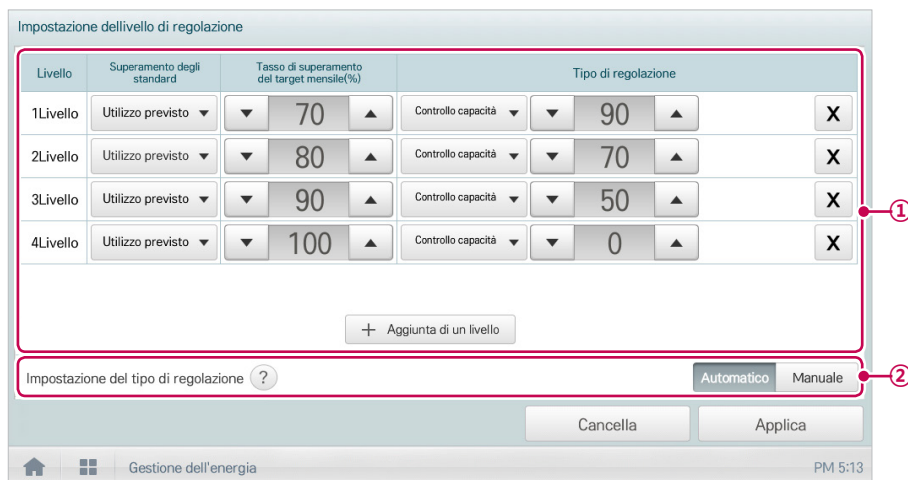 Impostazione dellivello di regolazione
Livello
Superamento degli
standard
Tasso di superamento
del target mensile(%)
Tipo di regolazione
1Livello Utilizzo previsto 70 Controllo capacità 90 X
2Livello Utilizzo previsto 80 Controllo capacità 70 X
3Livello Utilizzo previsto 90 Controllo capacità 50 X
4Livello Utilizzo previsto 100 Controllo capacità 0 X
①
+ Aggiunta di un livello
Impostazione del tipo di regolazione ? Automatico Manuale
②
Cancella Applica
Gestione dell'energia PM 5:13